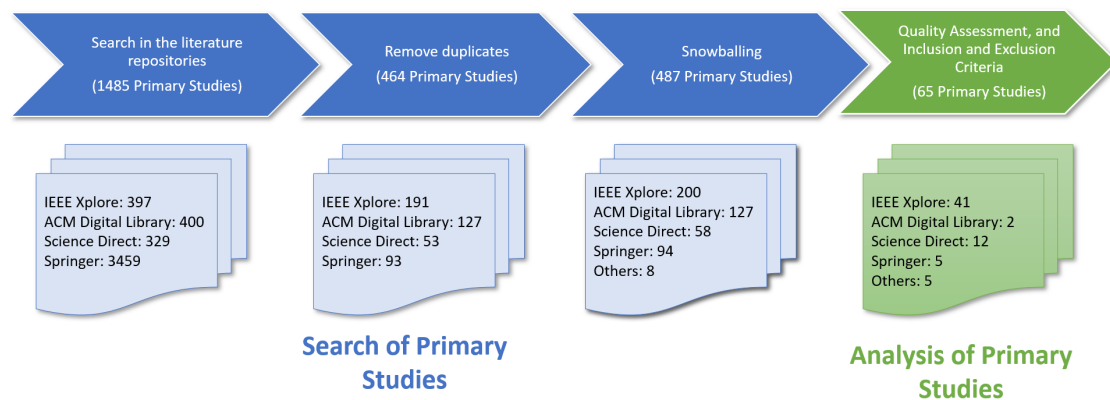 Search in the literature
repositories
(1485 Primary Studies)
Remove duplicates
(464 Primary Studies)
Snowballing
(487 Primary Studies)
Quality Assessment, and
Inclusion and Exclusion
Criteria
(65 Primary Studies)
IEEE Xplore: 397
ACM Digital Library: 400
Science Direct: 329
Springer: 3459
IEEE Xplore: 191
ACM Digital Library: 127
Science Direct: 53
Springer: 93
IEEE Xplore: 200
ACM Digital Library: 127
Science Direct: 58
Springer: 94
Others: 8
IEEE Xplore: 41
ACM Digital Library: 2
Science Direct: 12
Springer: 5
Others: 5
Search of Primary
Studies
Analysis of Primary
Studies